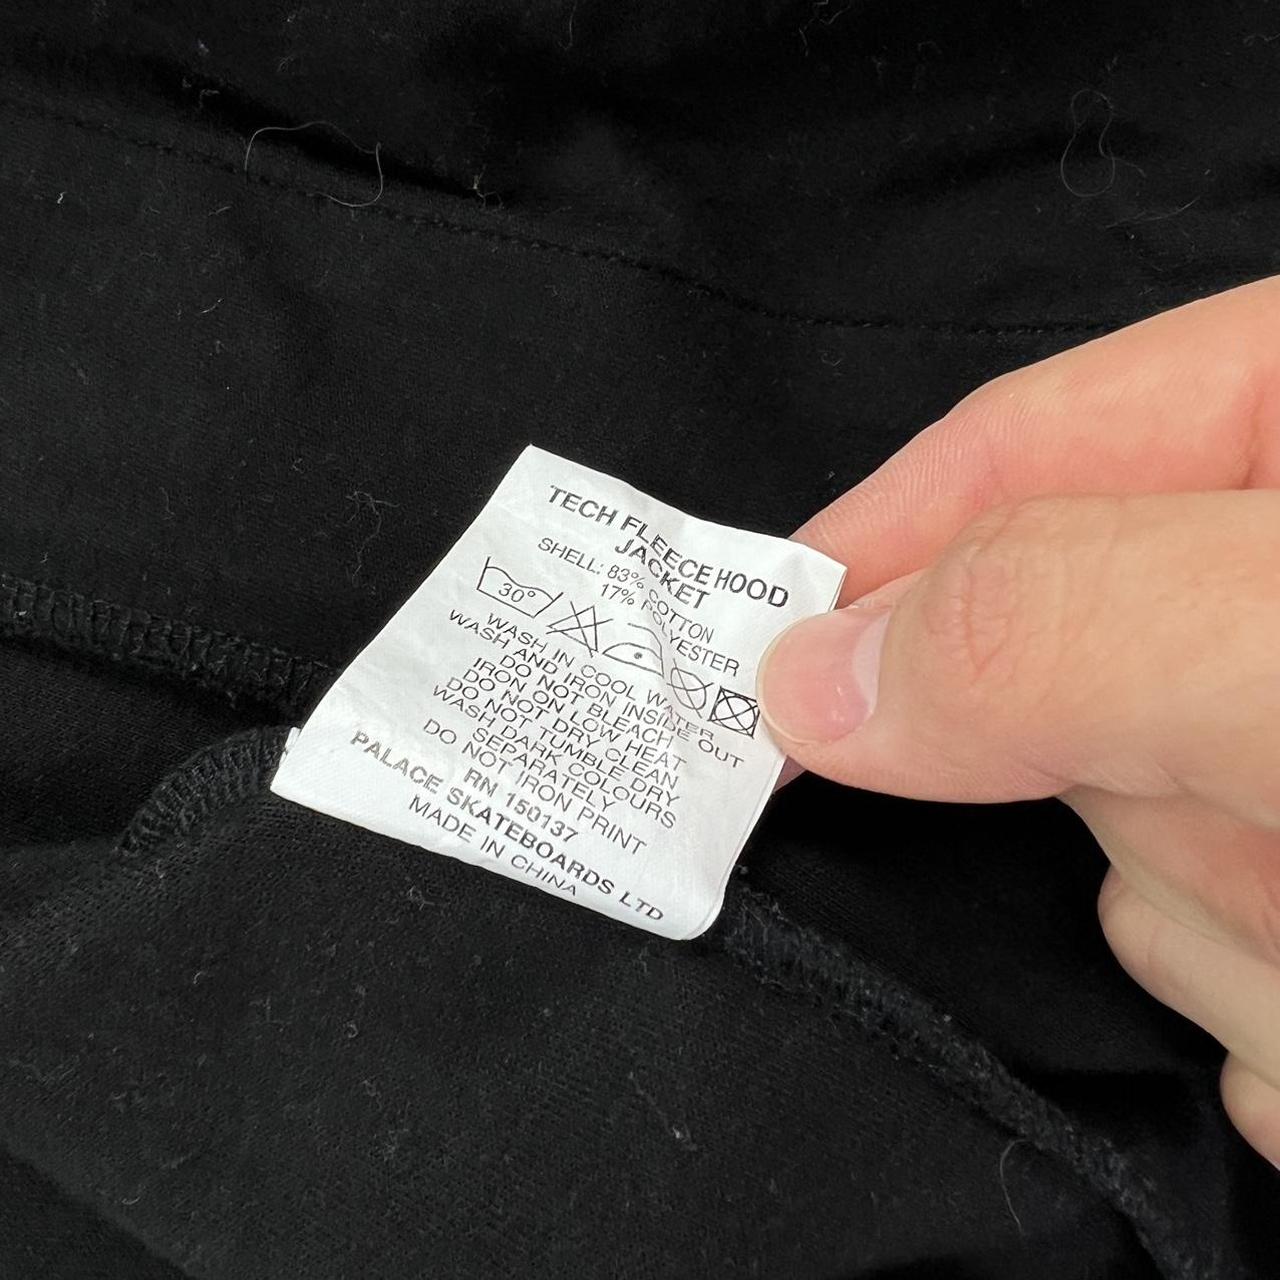 TECH FLEECE HOOD
JACKET
SHELL: 83% COTTON
17% POLYESTER
30°
WASH IN COOL WATER
WASH AND IRON INSIDE OUT
DO NOT BLEACH
IRON ON LOW HEAT
DO NOT DRY CLEAN
DO NOT TUMBLE DRY
WASH DARK COLOURS
SEPARATELY
DO NOT IRON PRINT
RN 150137
PALACE SKATEBOARDS LTD
MADE IN CHINA